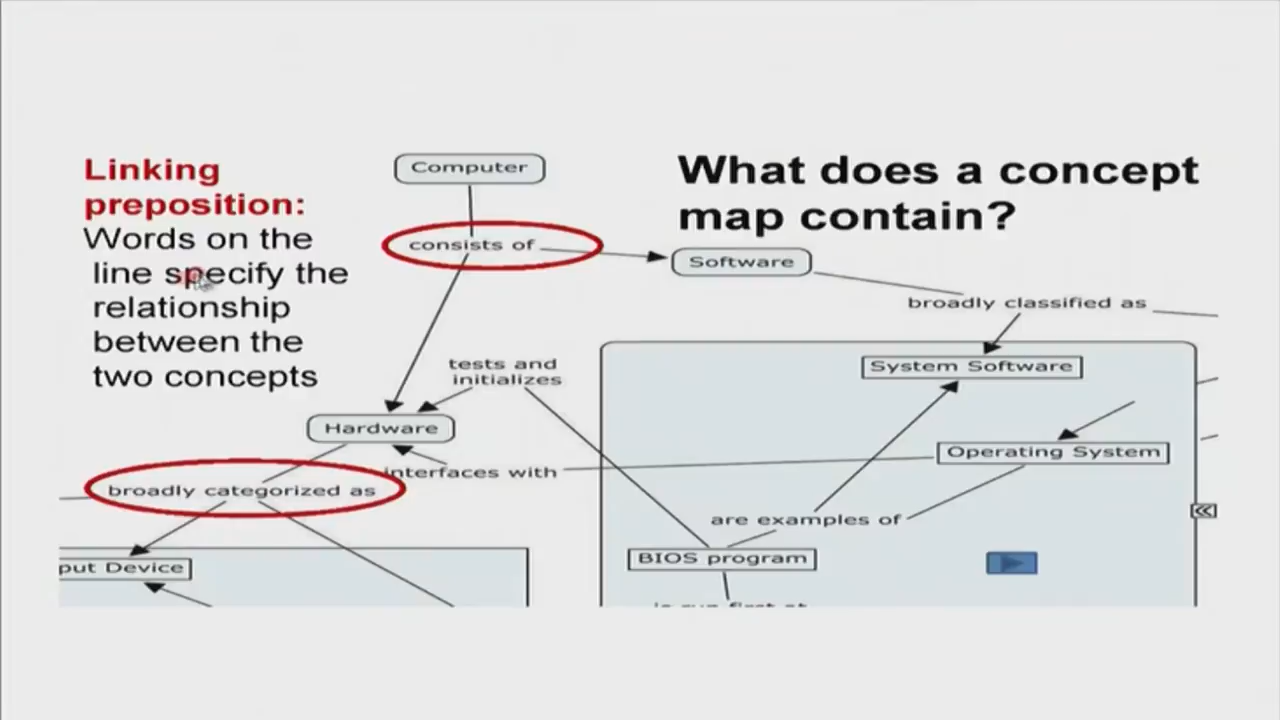 Linking
preposition:
Words on the
line specify the
relationship
between the
two concepts
What does a concept
map contain?
Computer
consists of
Software
broadly classified as
tests and
initializes
System Software
Hardware
interfaces with
Operating System
broadly categorized as
are examples of
BIOS program
put Device